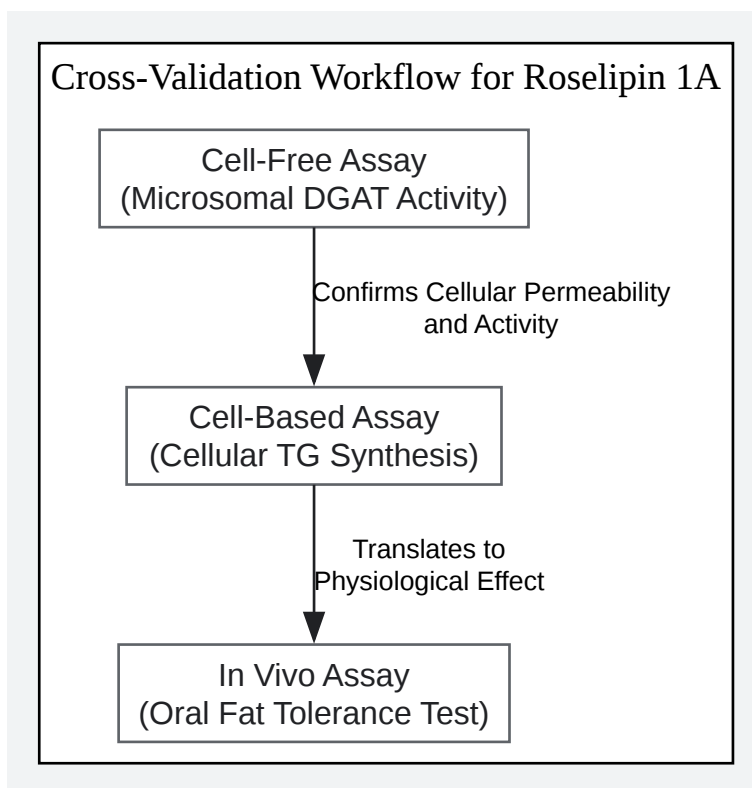 Cross-Validation Workflow for Roselipin 1A
Cell-Free Assay
(Microsomal DGAT Activity)
Confirms Cellular Permeability
and Activity
Cell-Based Assay
(Cellular TG Synthesis)
Translates to
Physiological Effect
In Vivo Assay
(Oral Fat Tolerance Test)